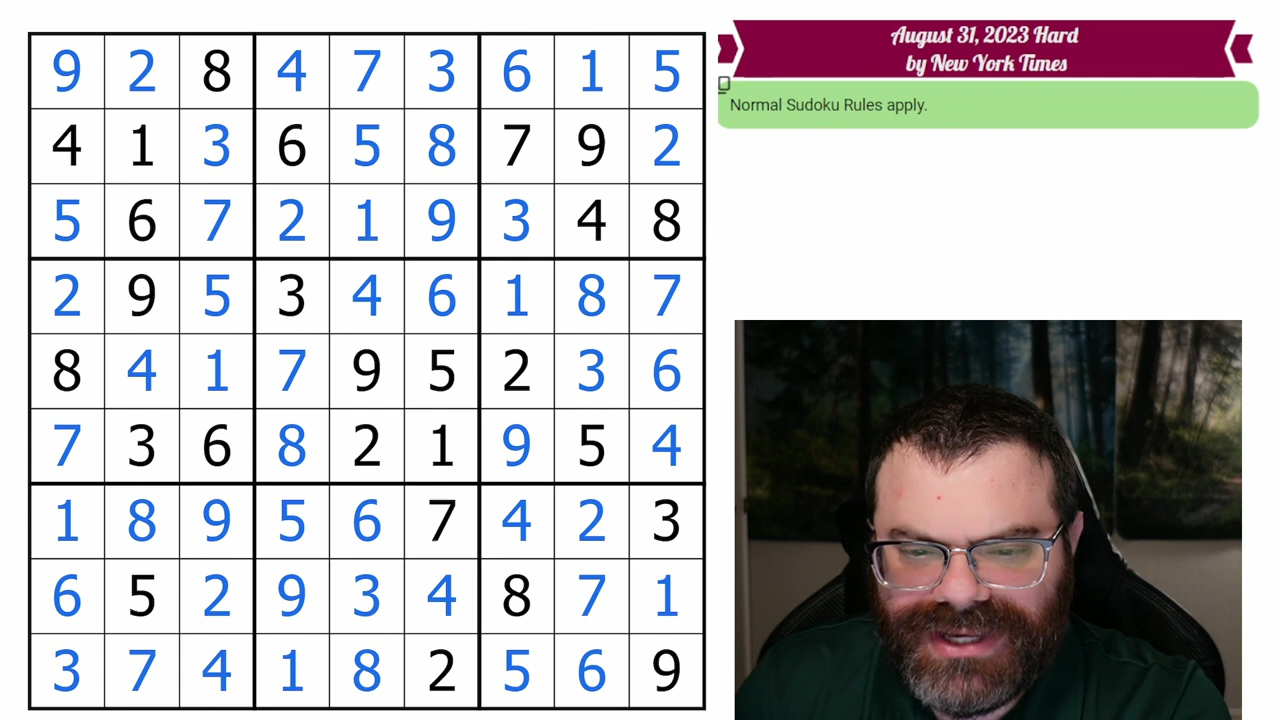 9 2 8 4 7 3 6 1 5
4 1 3 6 5 8 7 9 2
5 6 7 2 1 9 3 4 8
2 9 5 3 4 6 1 8 7
8 4 1 7 9 5 2 3 6
7 3 6 8 2 1 9 5 4
1 8 9 5 6 7 4 2 3
6 5 2 9 3 4 8 7 1
3 7 4 1 8 2 5 6 9
August 31, 2023 Hard
by New York Times
Normal Sudoku Rules apply.